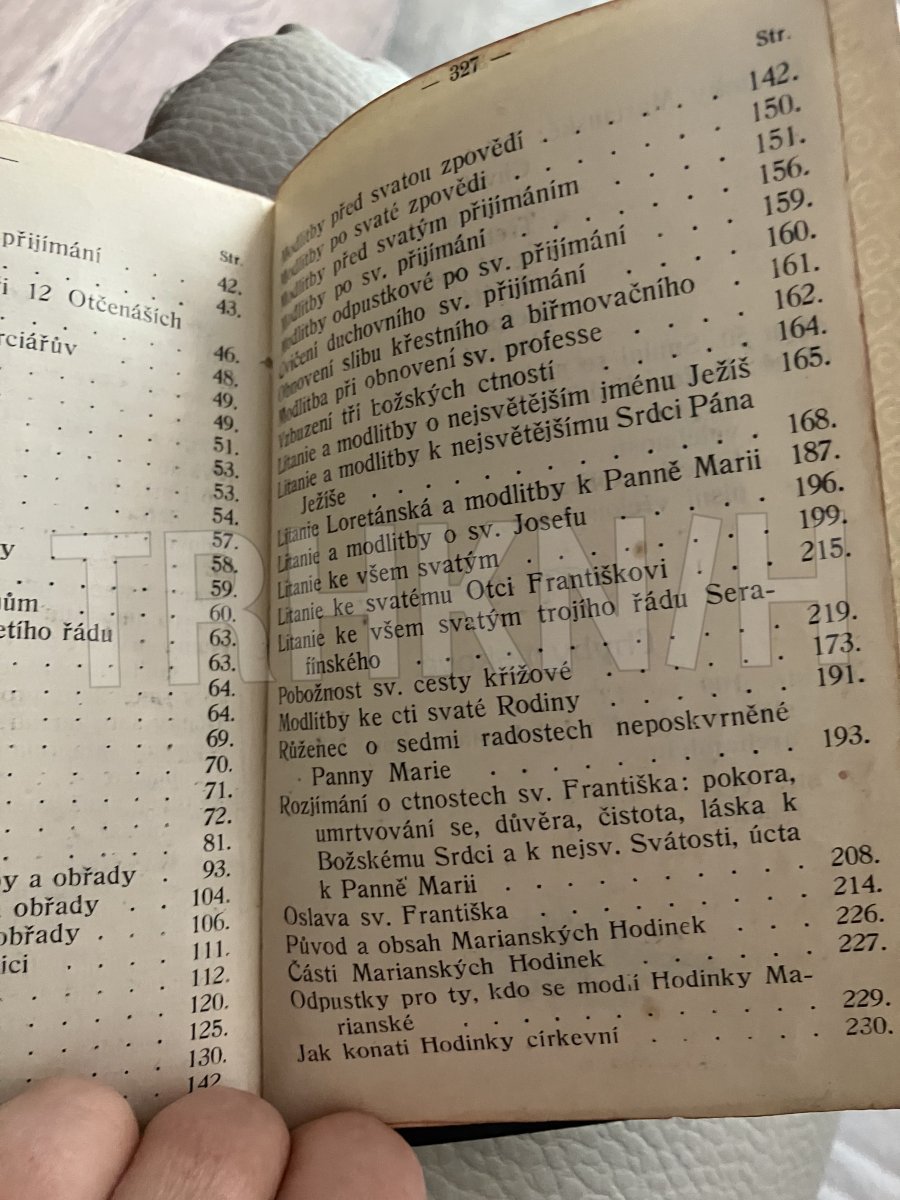 —
přijímání . . .
Str.
. . . . . . 42.
i 12 Otčenáších 43.
rciářův
46.
48.
49.
49.
51.
53.
53.
54.
57.
y . . . . . 58.
59.
ům . . . . 60.
etího řádu . 63.
63.
64.
64.
69.
70.
71.
72.
81.
y a obřady . 93.
obřady . . 104.
obřady . . . 106.
ici . . . . 111.
112.
120.
125.
130.
142
— 327 —
Str.
Modlitby před svatou zpovědí . . . . . . 142.
Modlitby po svaté zpovědi . . . . . . 150.
Modlitby před svatým přijímáním . . . . 151.
Modlitby po sv. přijímání . . . . . . 156.
Modlitby odpustkové po sv. přijímání . . . 159.
Cvičení duchovního sv. přijímání . . . . 160.
Obnovení slibu křestního a biřmovačního . 161.
Modlitba při obnovení sv. professe . . . . 162.
Vzbuzení tří božských ctností . . . . . 164.
Litanie a modlitby o nejsvětějším jménu Ježíš 165.
Litanie a modlitby k nejsvětějšímu Srdci Pána
Ježíše . . . . . . . . . . . . 168.
Litanie Loretánská a modlitby k Panně Marii 187.
Litanie a modlitby o sv. Josefu . . . . . 196.
Litanie ke všem svatým . . . . . . . 199.
Litanie ke svatému Otci Františkovi . . . 215.
Litanie ke všem svatým trojího řádu Sera-
fínského . . . . . . . . . . . 219.
Pobožnost sv. cesty křížové . . . . . . 173.
Modlitby ke cti svaté Rodiny . . . . . . 191.
Růženec o sedmi radostech neposkvrněné
Panny Marie . . . . . . . . . . 193.
Rozjímání o ctnostech sv. Františka: pokora,
umrtvování se, důvěra, čistota, láska k
Božskému Srdci a k nejsv. Svátosti, úcta
k Panně Marii . . . . . . . . . 208.
Oslava sv. Františka . . . . . . . . 214.
Původ a obsah Marianských Hodinek . . . 226.
Části Marianských Hodinek . . . . . . 227.
Odpustky pro ty, kdo se modlí Hodinky Ma-
rianské . . . . . . . . . . . 229.
Jak konati Hodinky církevní . . . . . . 230.